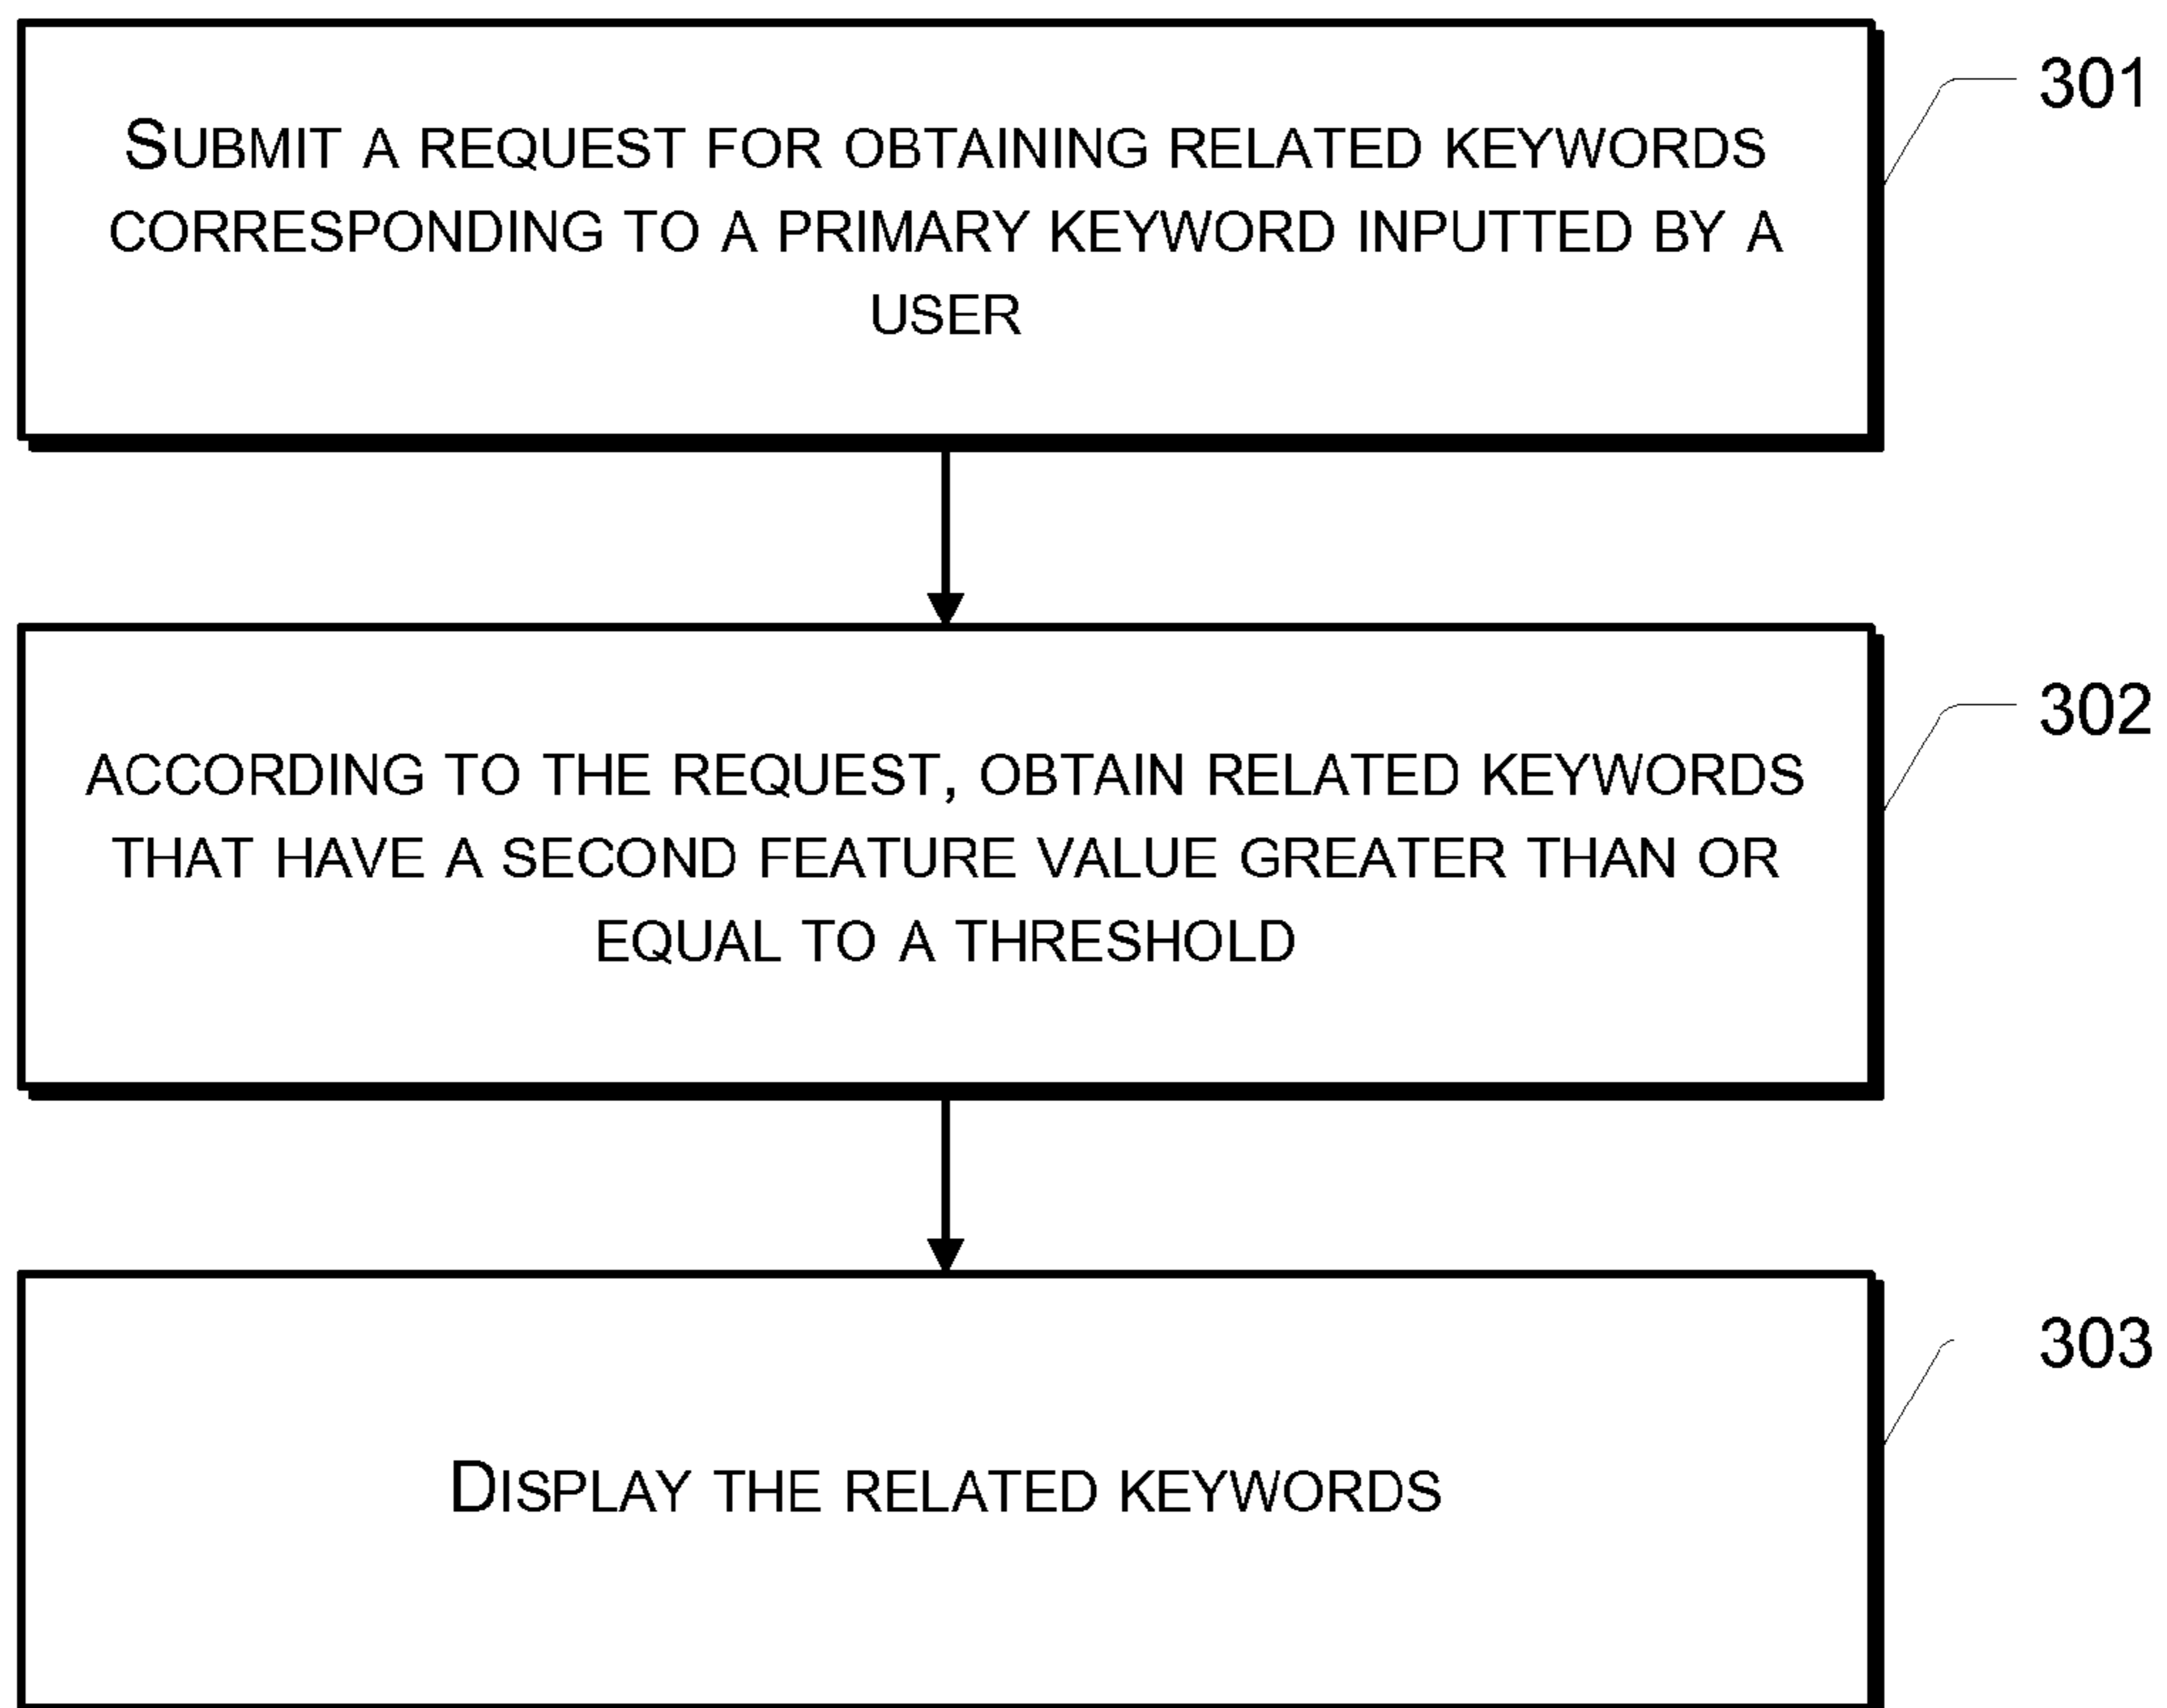 SUBMIT A REQUEST FOR OBTAINING RELATED KEYWORDS
CORRESPONDING TO A PRIMARY KEYWORD INPUTTED BY A
USER
301
ACCORDING TO THE REQUEST, OBTAIN RELATED KEYWORDS
THAT HAVE A SECOND FEATURE VALUE GREATER THAN OR
EQUAL TO A THRESHOLD
302
DISPLAY THE RELATED KEYWORDS
303